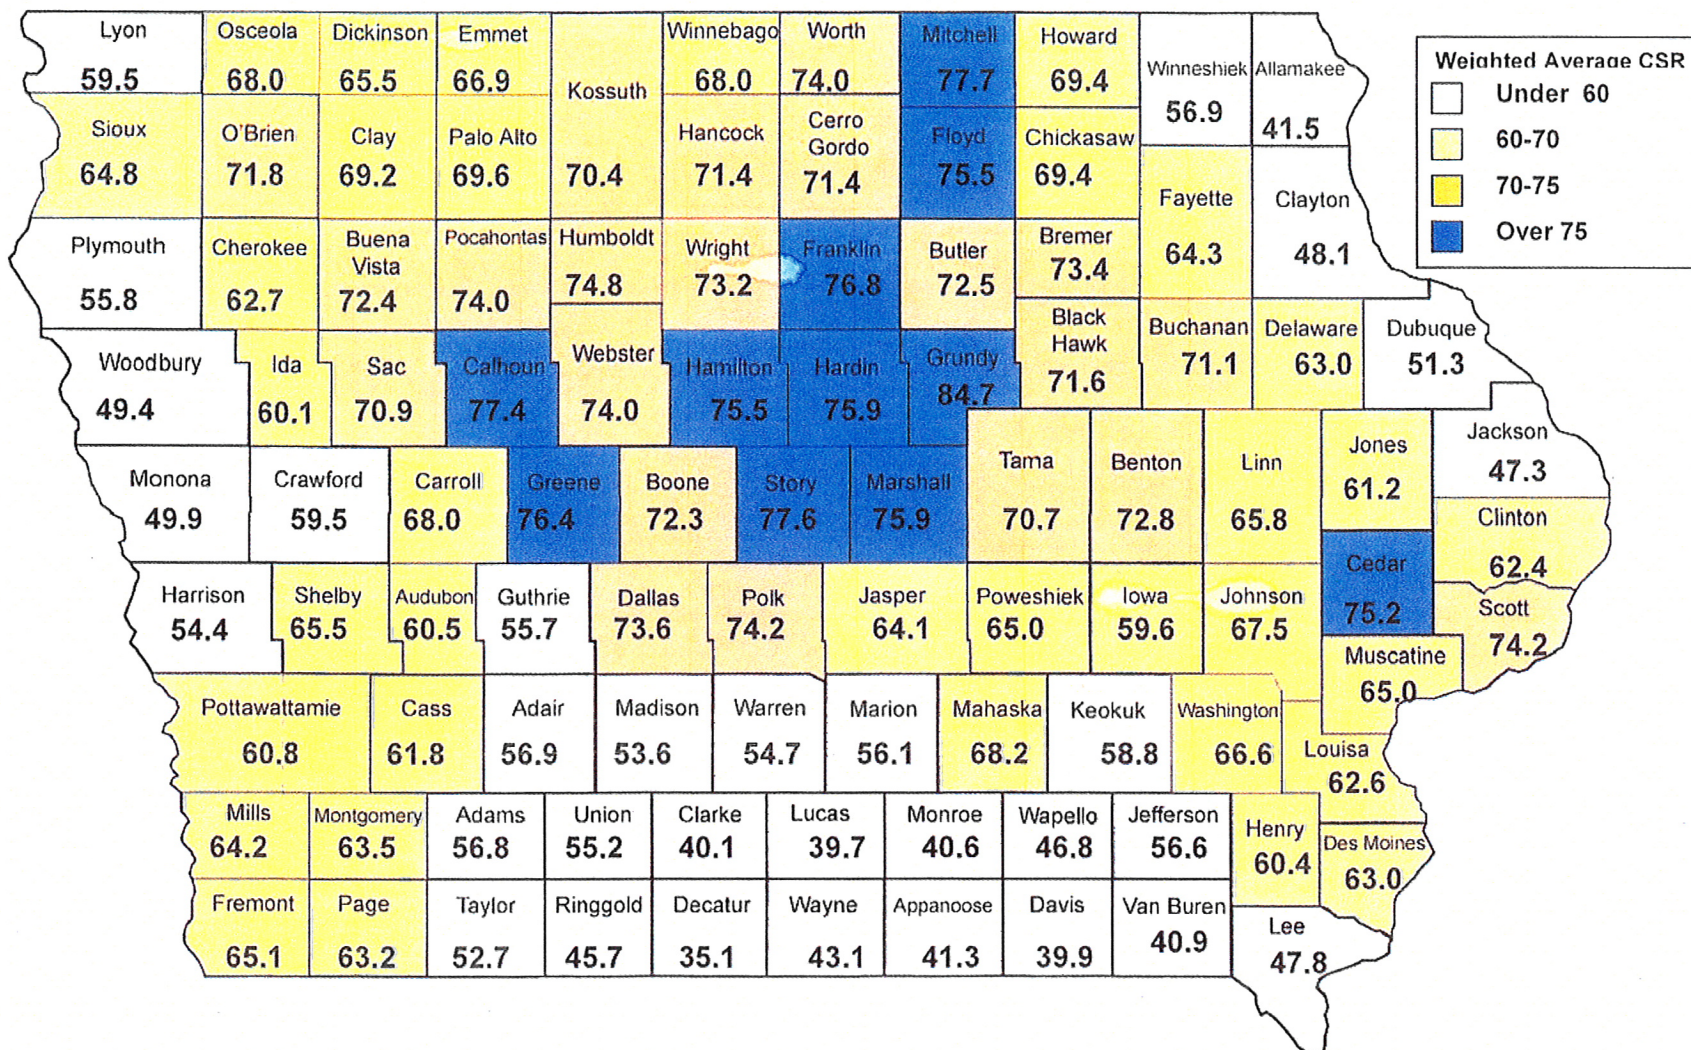 Lyon Osceola Dickinson Emmet Winnebago Worth Mitchell Howard
59.5 68.0 65.5 66.9 Kossuth 68.0 74.0 77.7 69.4 Winneshiek Allamakee
56.9 41.5
Sioux O'Brien Clay Palo Alto Hancock Cerro Gordo Floyd Chickasaw
64.8 71.8 69.2 69.6 70.4 71.4 71.4 75.5 69.4
Fayette Clayton
64.3 48.1
Plymouth Cherokee Buena Vista Pocahontas Humboldt Wright Franklin Butler Bremer
55.8 62.7 72.4 74.0 74.8 73.2 76.8 72.5 73.4
Woodbury Ida Sac Calhoun Webster Hamilton Hardin Grundy Black Hawk Buchanan Delaware Dubuque
49.4 60.1 70.9 77.4 74.0 75.5 75.9 84.7 71.6 71.1 63.0 51.3
Monona Crawford Carroll Greene Boone Story Marshall Tama Benton Linn Jones Jackson
49.9 59.5 68.0 76.4 72.3 77.6 75.9 70.7 72.8 65.8 61.2 47.3
Clinton
62.4
Harrison Shelby Audubon Guthrie Dallas Polk Jasper Poweshiek Iowa Johnson Cedar Scott
54.4 65.5 60.5 55.7 73.6 74.2 64.1 65.0 59.6 67.5 75.2 74.2
Muscatine
65.0
Pottawattamie Cass Adair Madison Warren Marion Mahaska Keokuk Washington Louisa
60.8 61.8 56.9 53.6 54.7 56.1 68.2 58.8 66.6 62.6
Mills Montgomery Adams Union Clarke Lucas Monroe Wapello Jefferson Henry Des Moines
64.2 63.5 56.8 55.2 40.1 39.7 40.6 46.8 56.6 60.4 63.0
Fremont Page Taylor Ringgold Decatur Wayne Appanoose Davis Van Buren Lee
65.1 63.2 52.7 45.7 35.1 43.1 41.3 39.9 40.9 47.8
Weighted Average CSR
Under 60
60-70
70-75
Over 75